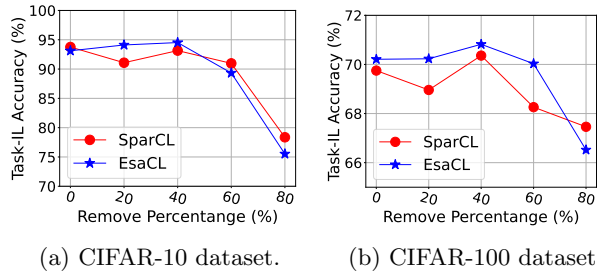 100
95
90
85
80
75
70
Task-IL Accuracy (%)
SparCL
EsaCL
0 20 40 60 80
Remove Percentange (%)
(a) CIFAR-10 dataset.
72
70
68
66
Task-IL Accuracy (%)
SparCL
EsaCL
0 20 40 60 80
Remove Percentange (%)
(b) CIFAR-100 dataset